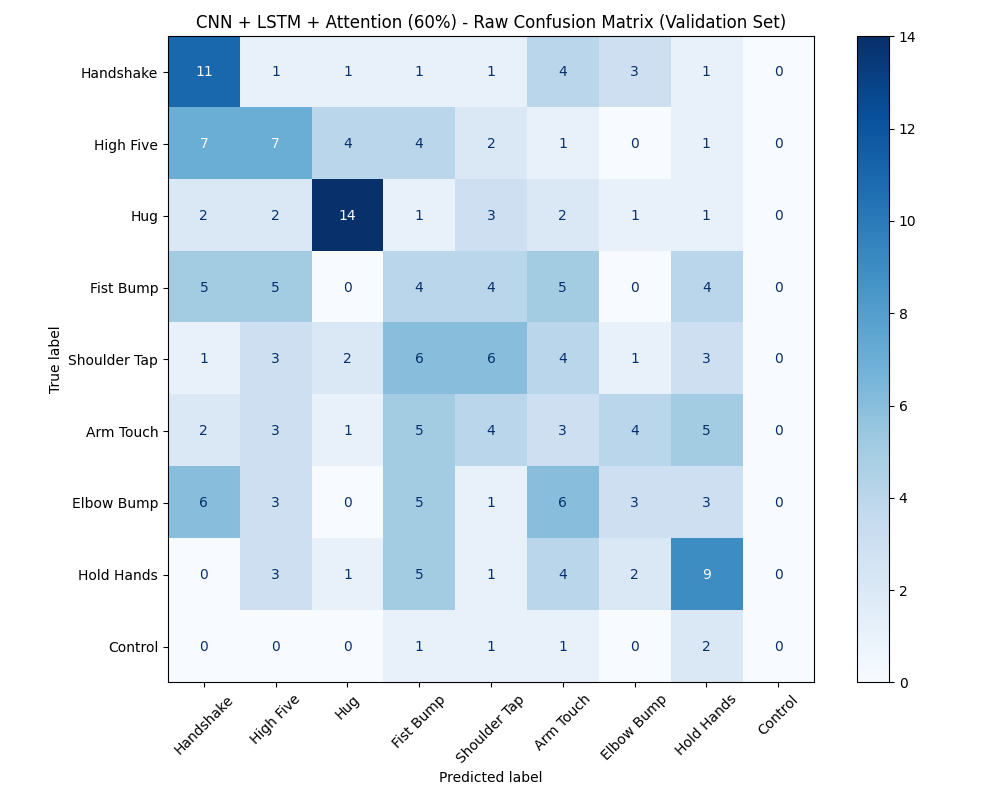 CNN + LSTM + Attention (60%) - Raw Confusion Matrix (Validation Set)
True label
Handshake 11 1 1 1 1 4 3 1 0
High Five 7 7 4 4 2 1 0 1 0
Hug 2 2 14 1 3 2 1 1 0
Fist Bump 5 5 0 4 4 5 0 4 0
Shoulder Tap 1 3 2 6 6 4 1 3 0
Arm Touch 2 3 1 5 4 3 4 5 0
Elbow Bump 6 3 0 5 1 6 3 3 0
Hold Hands 0 3 1 5 1 4 2 9 0
Control 0 0 0 1 1 1 0 2 0
Handshake High Five Hug Fist Bump Shoulder Tap Arm Touch Elbow Bump Hold Hands Control
Predicted label
14
12
10
8
6
4
2
0